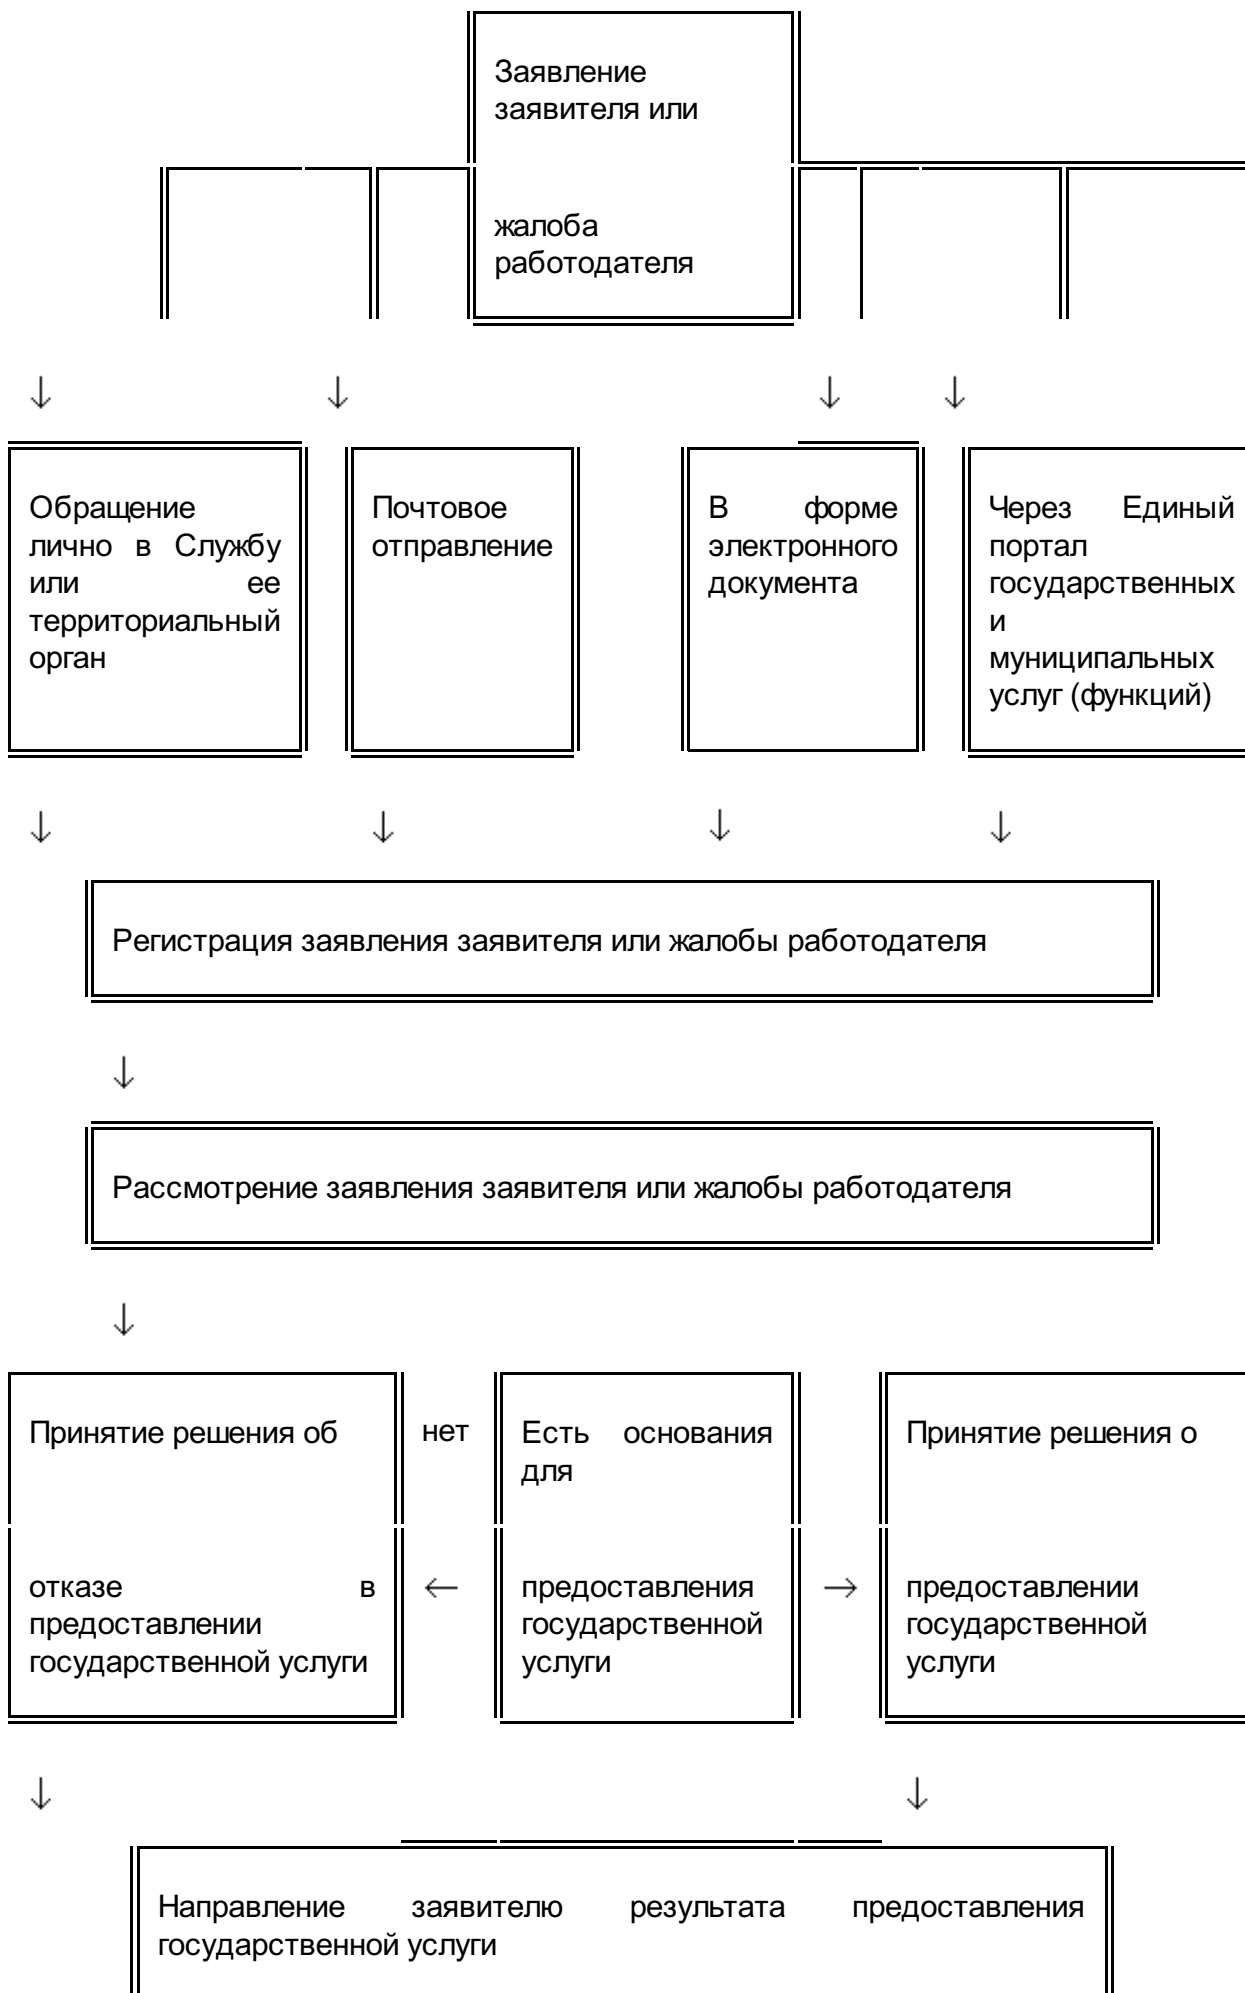 Заявление
заявителя или
жалоба
работодателя
↓ ↓ ↓ ↓
Обращение
лично в Службу
или ее
территориальный
орган
Почтовое
отправление
В форме
электронного
документа
Через Единый
портал
государственных
и
муниципальных
услуг (функций)
↓ ↓ ↓ ↓
Регистрация заявления заявителя или жалобы работодателя
↓
Рассмотрение заявления заявителя или жалобы работодателя
↓
Принятие решения об
отказе в
предоставлении
государственной услуги
нет
←
Есть основания
для
предоставления
государственной
услуги
→
Принятие решения о
предоставлении
государственной
услуги
↓ ↓
Направление заявителю результата предоставления
государственной услуги